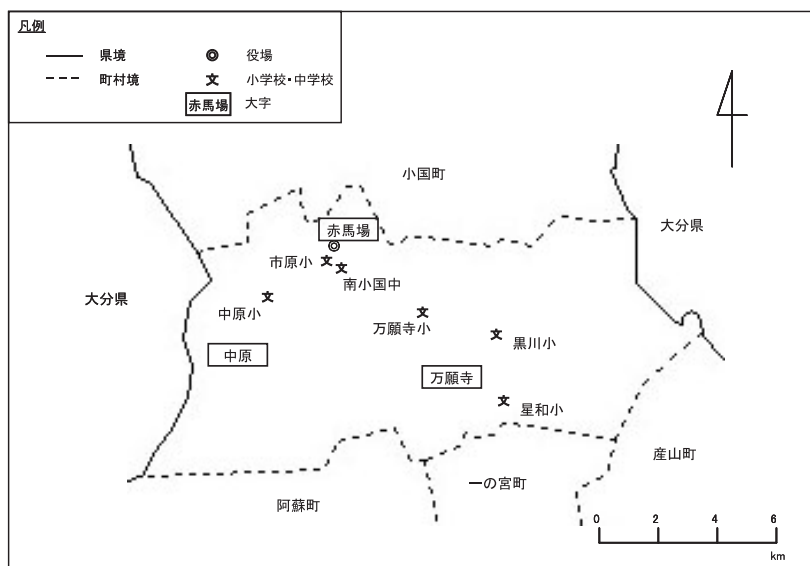 凡例
県境
役場
町村境
小学校・中学校
赤馬場
大字
小国町
赤馬場
大分県
市原小
南小国中
大分県
中原小
万願寺小
黒川小
中原
万願寺
星和小
産山町
一の宮町
阿蘇町
0 2 4 6
km